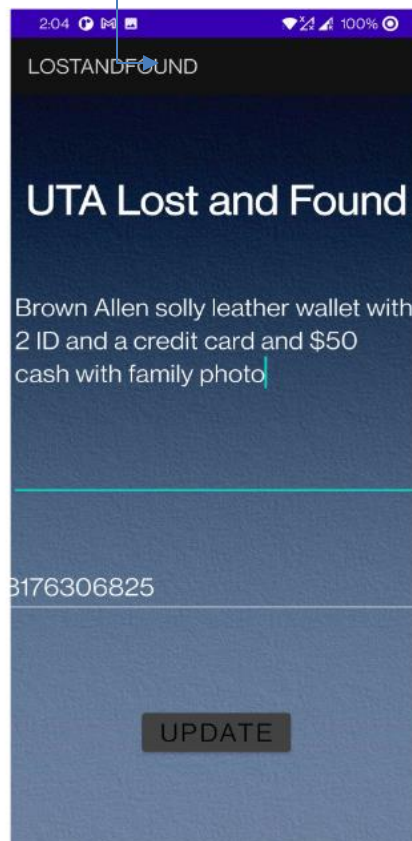 2:04 100%
LOSTANDFOUND
UTA Lost and Found
Brown Allen solly leather wallet with
2 ID and a credit card and $50
cash with family photo
8176306825
UPDATE